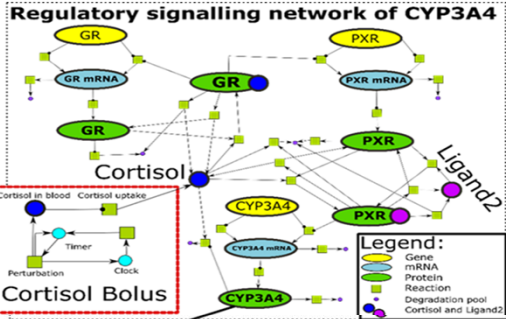 Regulatory signalling network of CYP3A4
GR
PXR
GR mRNA
GR
PXR mRNA
GR
PXR
Cortisol
Ligand2
Cortisol in blood
Cortisol uptake
CYP3A4
PXR
Timer
CYP3A4 mRNA
Perturbation
Clock
Cortisol Bolus
CYP3A4
Legend:
Gene
mRNA
Protein
Reaction
Degradation pool
Cortisol and Ligand2